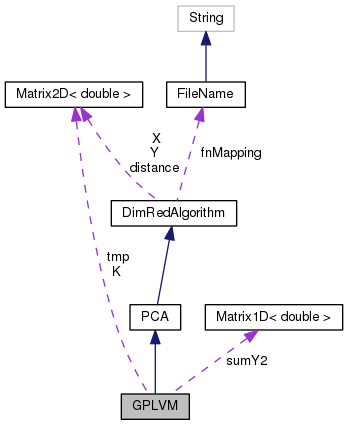 String
Matrix2D< double >
FileName
X
Y
distance
fnMapping
DimRedAlgorithm
tmp
K
PCA
Matrix1D< double >
sumY2
GPLVM